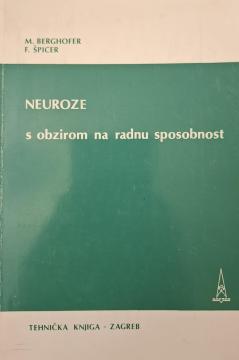 M. BERGHOFER
F. ŠPICER
NEUROZE
s obzirom na radnu sposobnost
TEHNIČKA KNJIGA - ZAGREB